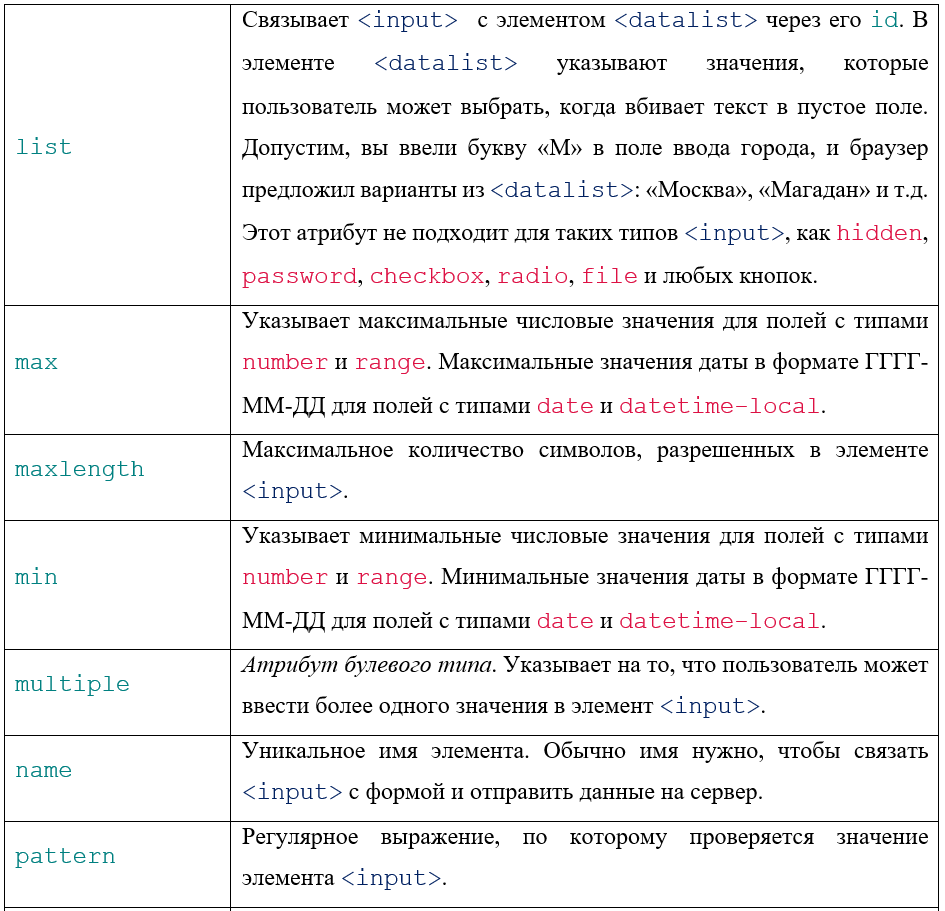 list
Связывает <input> с элементом <datalist> через его id. В
элементе <datalist> указывают значения, которые
пользователь может выбрать, когда вбивает текст в пустое поле.
Допустим, вы ввели букву «М» в поле ввода города, и браузер
предложил варианты из <datalist>: «Москва», «Магадан» и т.д.
Этот атрибут не подходит для таких типов <input>, как hidden,
password, checkbox, radio, file и любых кнопок.
max
Указывает максимальные числовые значения для полей с типами
number и range. Максимальные значения даты в формате ГГГГ-
ММ-ДД для полей с типами date и datetime-local.
maxlength
Максимальное количество символов, разрешенных в элементе
<input>.
min
Указывает минимальные числовые значения для полей с типами
number и range. Минимальные значения даты в формате ГГГГ-
ММ-ДД для полей с типами date и datetime-local.
multiple
Атрибут булевого типа. Указывает на то, что пользователь может
ввести более одного значения в элемент <input>.
name
Уникальное имя элемента. Обычно имя нужно, чтобы связать
<input> с формой и отправить данные на сервер.
pattern
Регулярное выражение, по которому проверяется значение
элемента <input>.